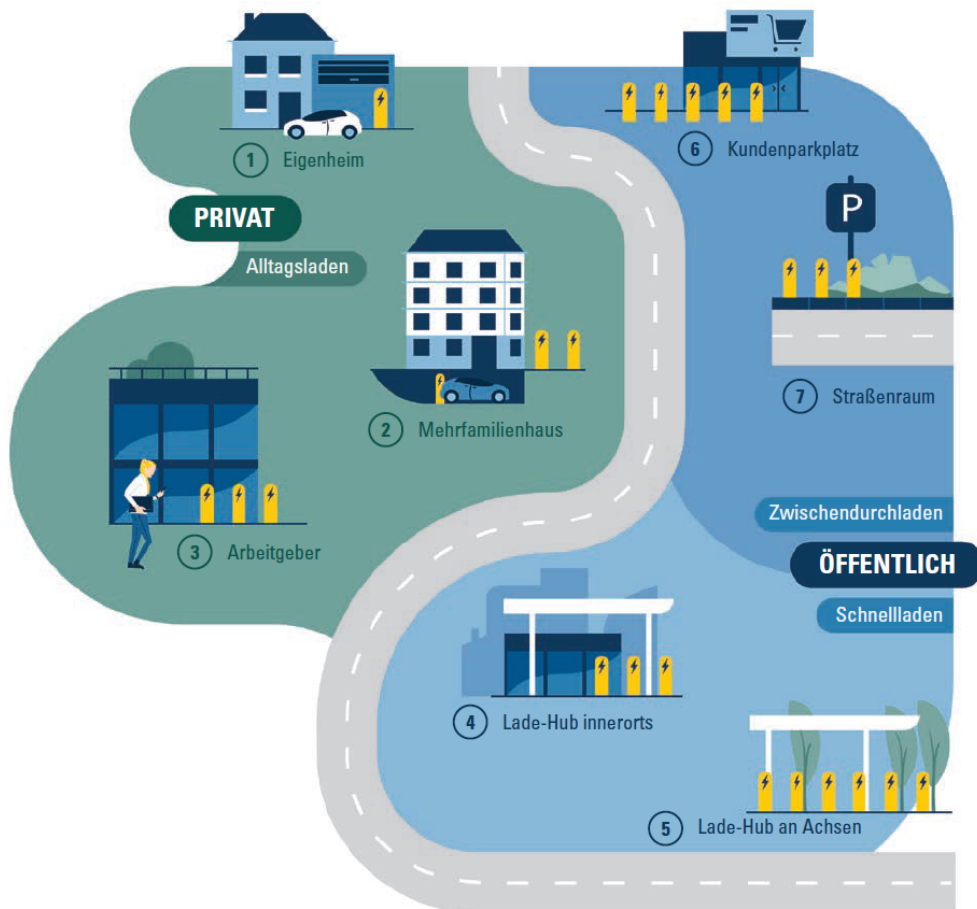 1 Eigenheim
PRIVAT
Alltagsladen
2 Mehrfamilienhaus
3 Arbeitgeber
6 Kundenparkplatz
P
7 Straßenraum
Zwischendurchladen
ÖFFENTLICH
Schnellladen
4 Lade-Hub innerorts
5 Lade-Hub an Achsen